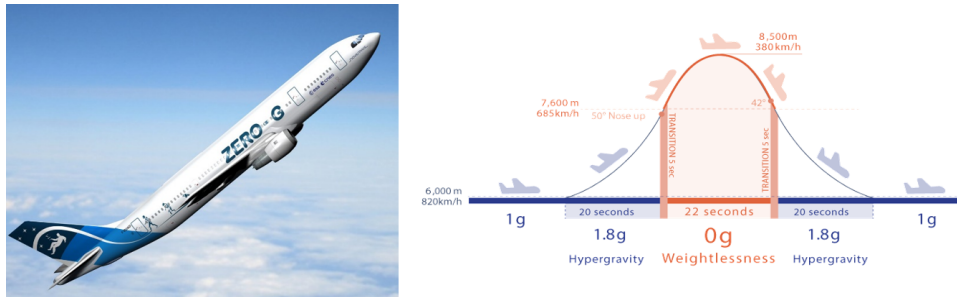 ZERO-G
8,500m
380km/h
7,600 m
685km/h
50° Nose up
42°
TRANSITION 5 sec
TRANSITION 5 sec
6,000 m
820km/h
1g
20 seconds
22 seconds
20 seconds
1g
1.8g
0g
1.8g
Hypergravity
Weightlessness
Hypergravity